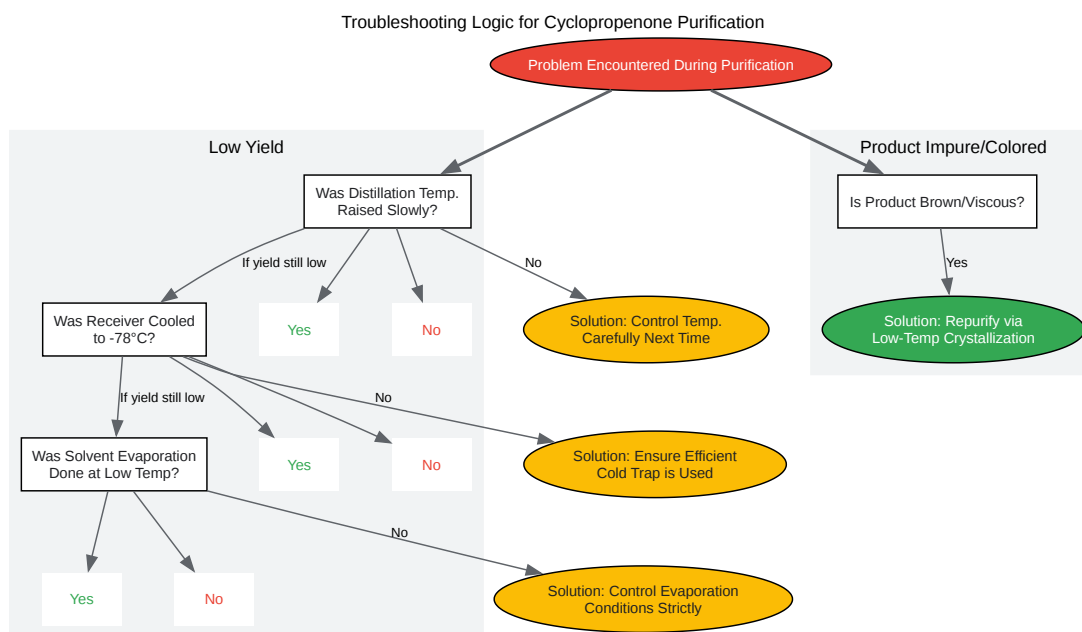 Troubleshooting Logic for Cyclopropenone Purification
Problem Encountered During Purification
Low Yield
Product Impure/Colored
Was Distillation Temp.
Raised Slowly?
Is Product Brown/Viscous?
If yield still low
No
Yes
Was Receiver Cooled
to -78°C?
Yes
No
Solution: Control Temp.
Carefully Next Time
Solution: Repurify via
Low-Temp Crystallization
If yield still low
No
Was Solvent Evaporation
Done at Low Temp?
Yes
No
Solution: Ensure Efficient
Cold Trap is Used
No
Yes
No
Solution: Control Evaporation
Conditions Strictly